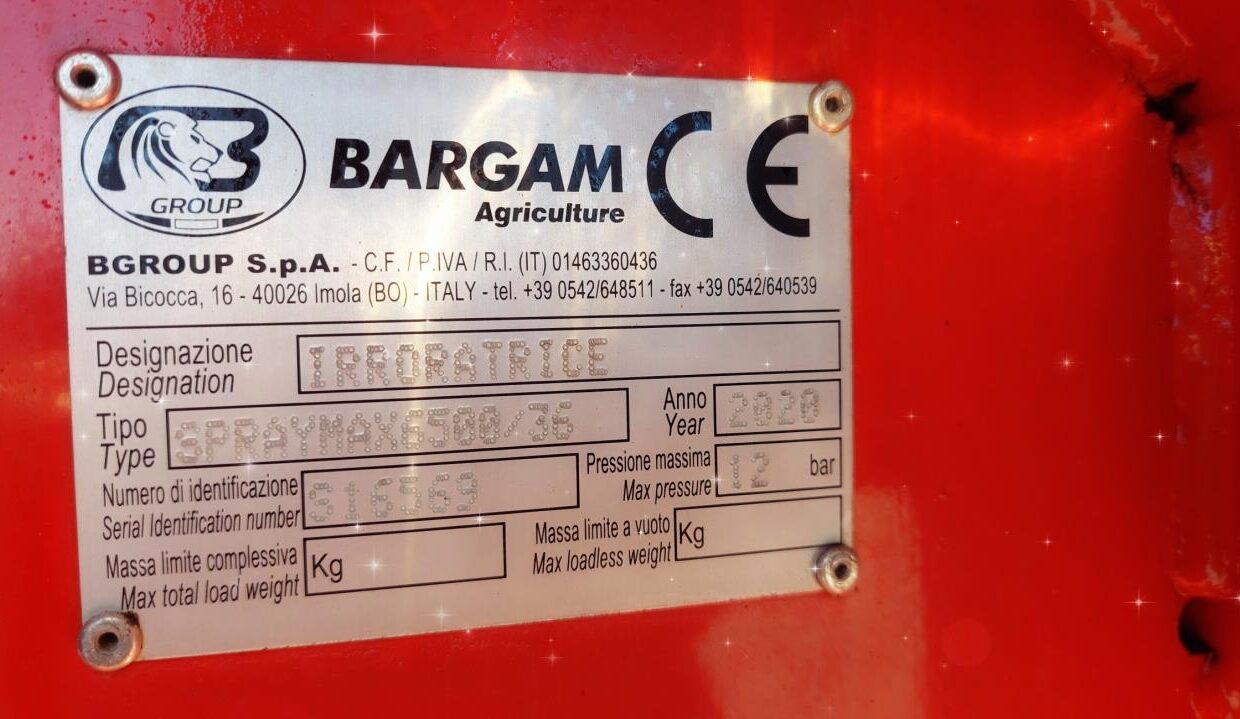 B
GROUP
BARGAM
Agriculture
CE
BGROUP S.p.A. - C.F. / P.IVA / R.I. (IT) 01463360436
Via Bicocca, 16 - 40026 Imola (BO) - ITALY - tel. +39 0542/648511 - fax +39 0542/640539
Designazione
Designation
IRRORATRICE
Tipo
Type
SPRAYMAX6500/36
Anno
Year
2020
Numero di identificazione
Serial Identification number
Pressione massima
Max pressure
12 bar
Massa limite complessiva
Max total load weight
Kg
Massa limite a vuoto
Max loadless weight
Kg